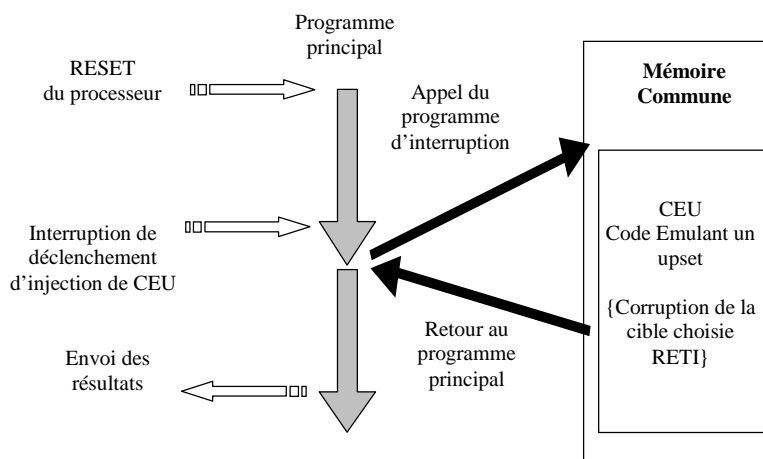 Programme
principal
RESET
du processeur
Appel du
programme
d'interruption
Mémoire
Commune
Interruption de
déclenchement
d'injection de CEU
CEU
Code Emulant un
upset
{Corruption de la
cible choisie
RETI}
Retour au
programme
principal
Envoi des
résultats